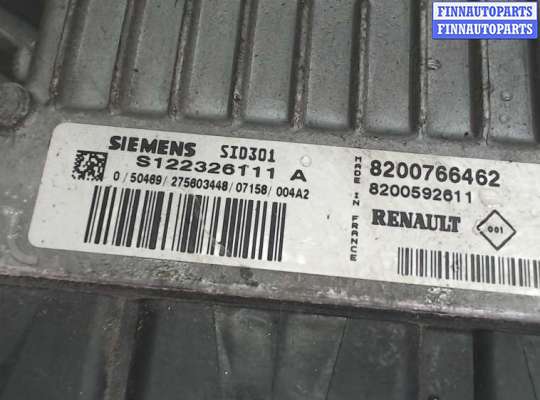 FINNAUTOPARTS
FINNAUTOPARTS
SIEMENS SID301
S122326111 A
0/50469/275603448/07158/004A2
MADE IN FRANCE
8200766462
8200592611
RENAULT 001